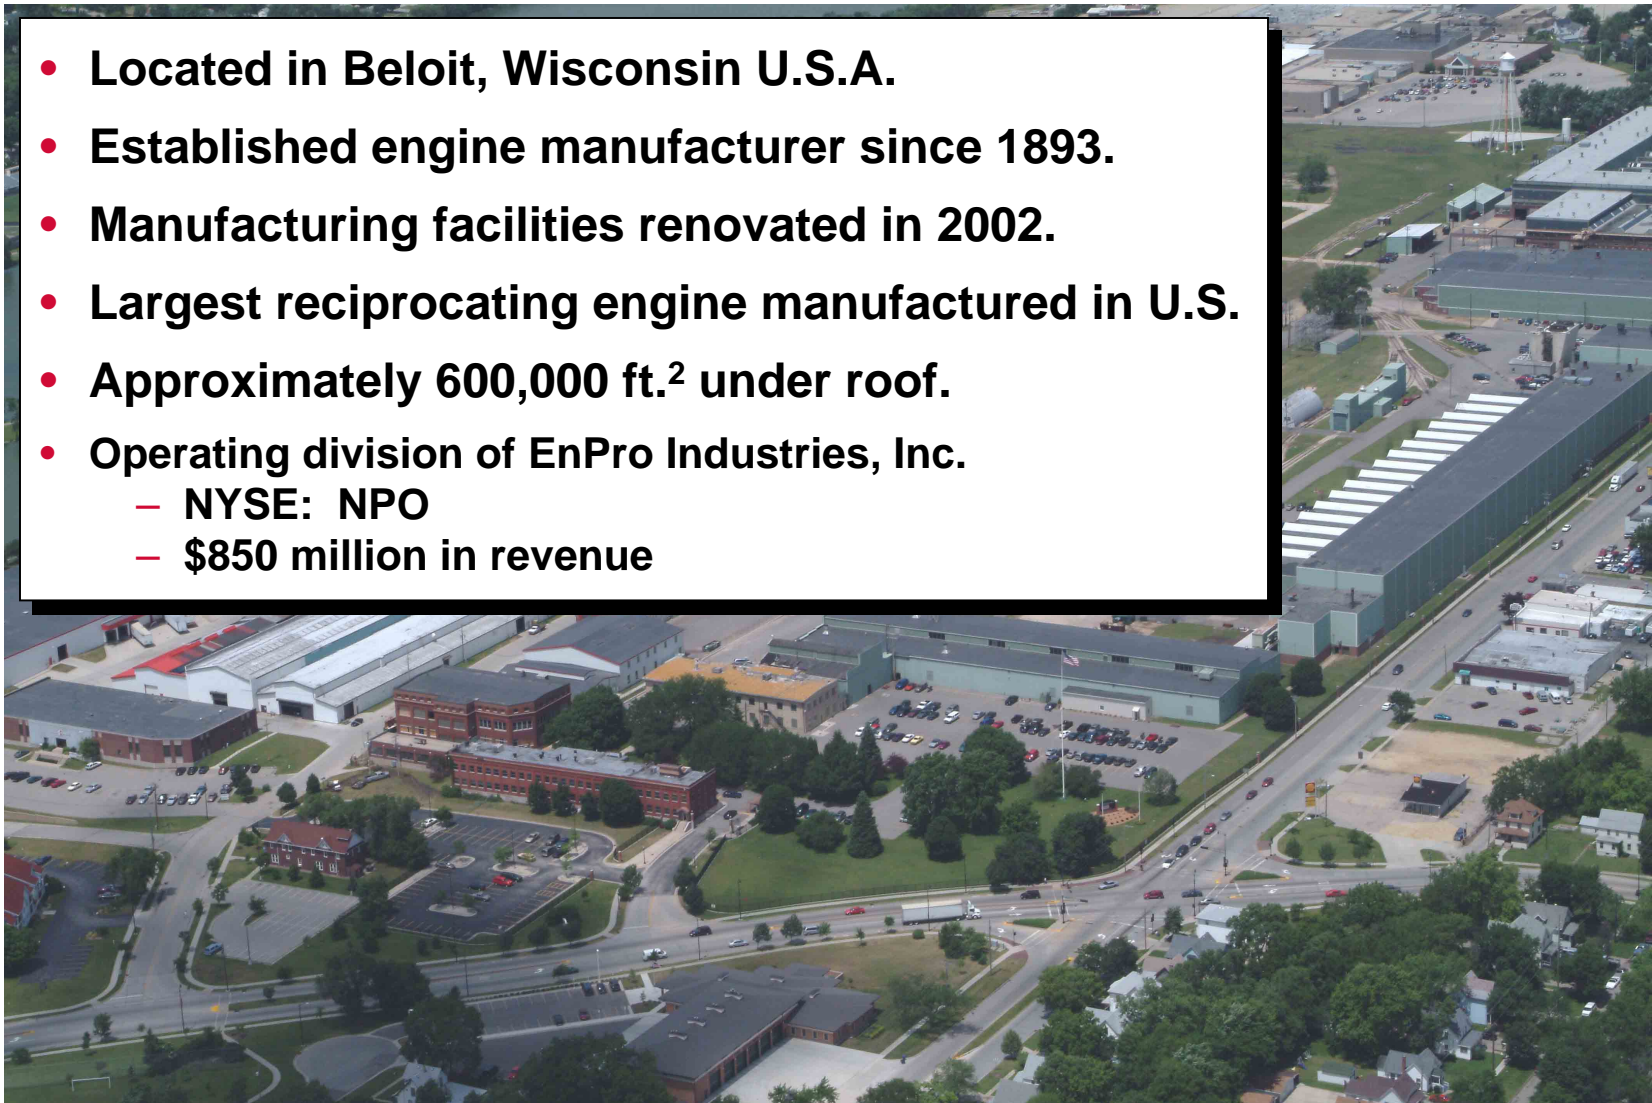 • Located in Beloit, Wisconsin U.S.A.
• Established engine manufacturer since 1893.
• Manufacturing facilities renovated in 2002.
• Largest reciprocating engine manufactured in U.S.
• Approximately 600,000 ft.² under roof.
• Operating division of EnPro Industries, Inc.
– NYSE:  NPO
– $850 million in revenue